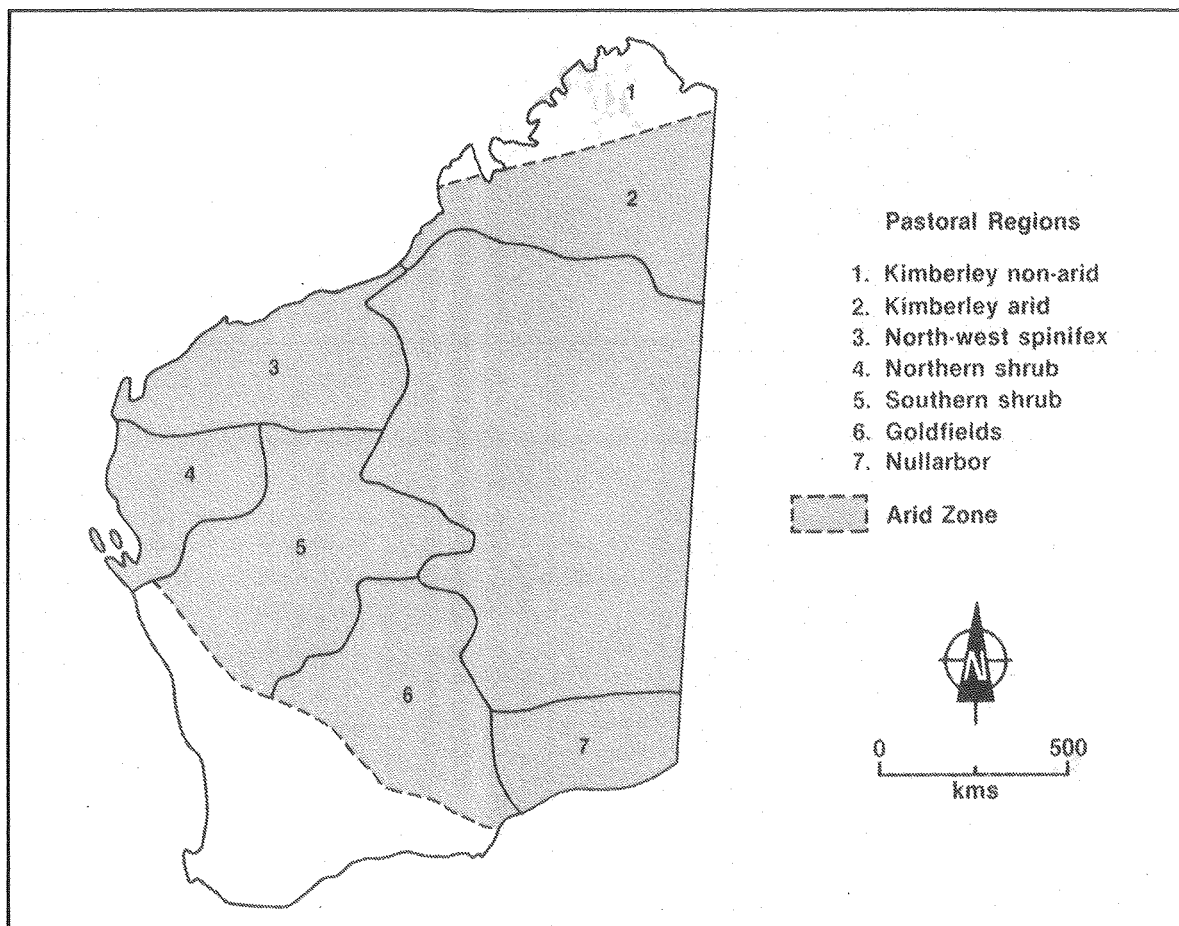 1
2
3
4
5
6
7
Pastoral Regions
1. Kimberley non-arid
2. Kimberley arid
3. North-west spinifex
4. Northern shrub
5. Southern shrub
6. Goldfields
7. Nullarbor
Arid Zone
N
0 500
kms